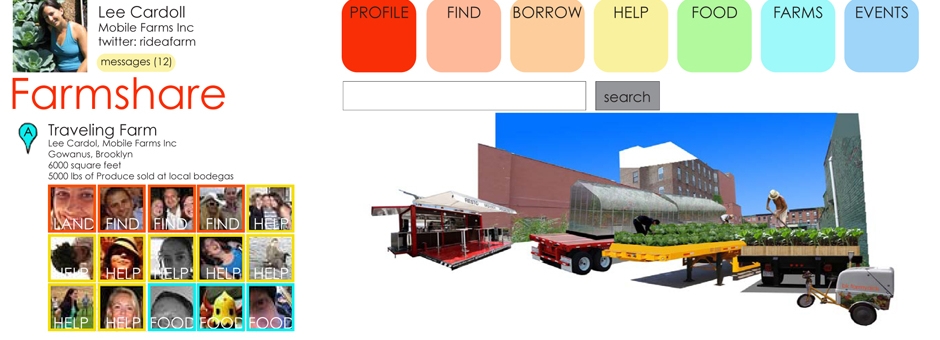 Lee Cardoll
Mobile Farms Inc
twitter: rideafarm
messages (12)
PROFILE
FIND
BORROW
HELP
FOOD
FARMS
EVENTS
search
Farmshare
A
Traveling Farm
Lee Cardol, Mobile Farms Inc
Gowanus, Brooklyn
6000 square feet
5000 lbs of Produce sold at local bodegas
LAND FIND FIND FIND HELP
HELP HELP HELP HELP HELP
HELP HELP FOOD FOOD FOOD